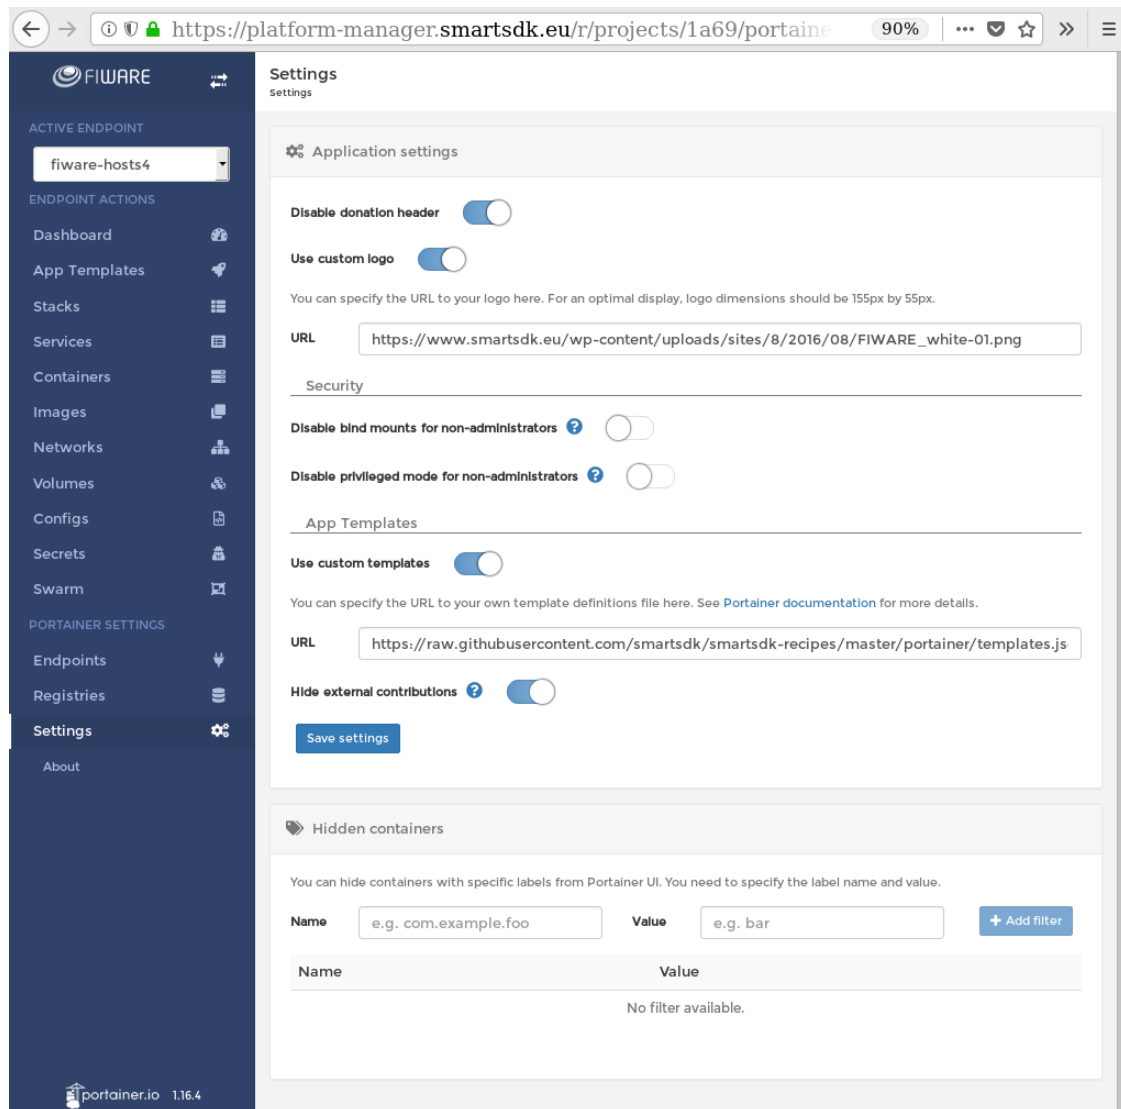 https://platform-manager.smartsdk.eu/r/projects/1a69/portaine
90%
FIWARE
ACTIVE ENDPOINT
fiware-hosts4
ENDPOINT ACTIONS
Dashboard
App Templates
Stacks
Services
Containers
Images
Networks
Volumes
Configs
Secrets
Swarm
PORTAINER SETTINGS
Endpoints
Registries
Settings
About
portainer.io 1.16.4
Settings
Settings
Application settings
Disable donation header
Use custom logo
You can specify the URL to your logo here. For an optimal display, logo dimensions should be 155px by 55px.
URL https://www.smartsdk.eu/wp-content/uploads/sites/8/2016/08/FIWARE_white-01.png
Security
Disable bind mounts for non-administrators ?
Disable privileged mode for non-administrators ?
App Templates
Use custom templates
You can specify the URL to your own template definitions file here. See Portainer documentation for more details.
URL https://raw.githubusercontent.com/smartsdk/smartsdk-recipes/master/portainer/templates.js
Hide external contributions ?
Save settings
Hidden containers
You can hide containers with specific labels from Portainer UI. You need to specify the label name and value.
Name e.g. com.example.foo Value e.g. bar + Add filter
Name Value
No filter available.